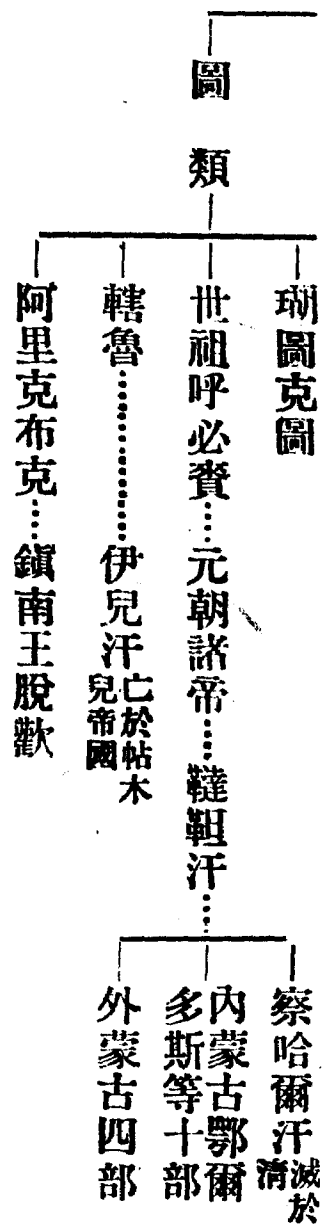 圖類
瑚圖克圖
世祖呼必賚……元朝諸帝……韃靼汗……
察哈爾汗滅於清
內蒙古鄂爾
多斯等十部
外蒙古四部
轄魯…………伊兒汗亡於帖木兒帝國
阿里克布克……鎭南王脫歡